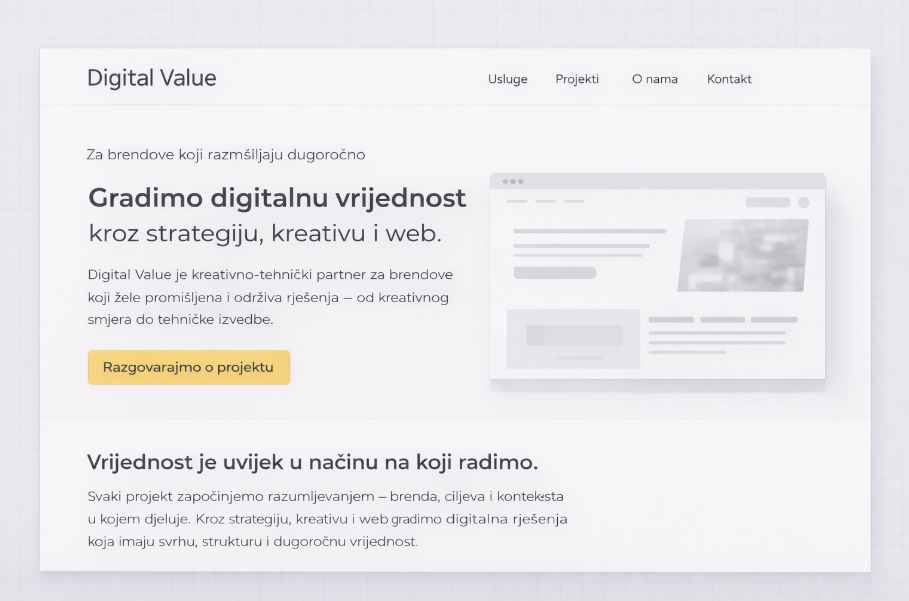 Digital Value
Usluge Projekti O nama Kontakt
Za brendove koji razmšlljaju dugoročno
Gradimo digitalnu vrijednost
kroz strategiju, kreativu i web.
Digital Value je kreativno-tehnički partner za brendove
koji žele promišljena i održiva rješenja — od kreativnog
smjera do tehničke izvedbe.
Razgovarajmo o projektu
Vrijednost je uvijek u načinu na koji radimo.
Svaki projekt započinjemo razumljevanjem – brenda, ciljeva i konteksta
u kojem djeluje. Kroz strategiju, kreativu i web gradimo digitalna rješenja
koja imaju svrhu, strukturu i dugoročnu vrijednost.